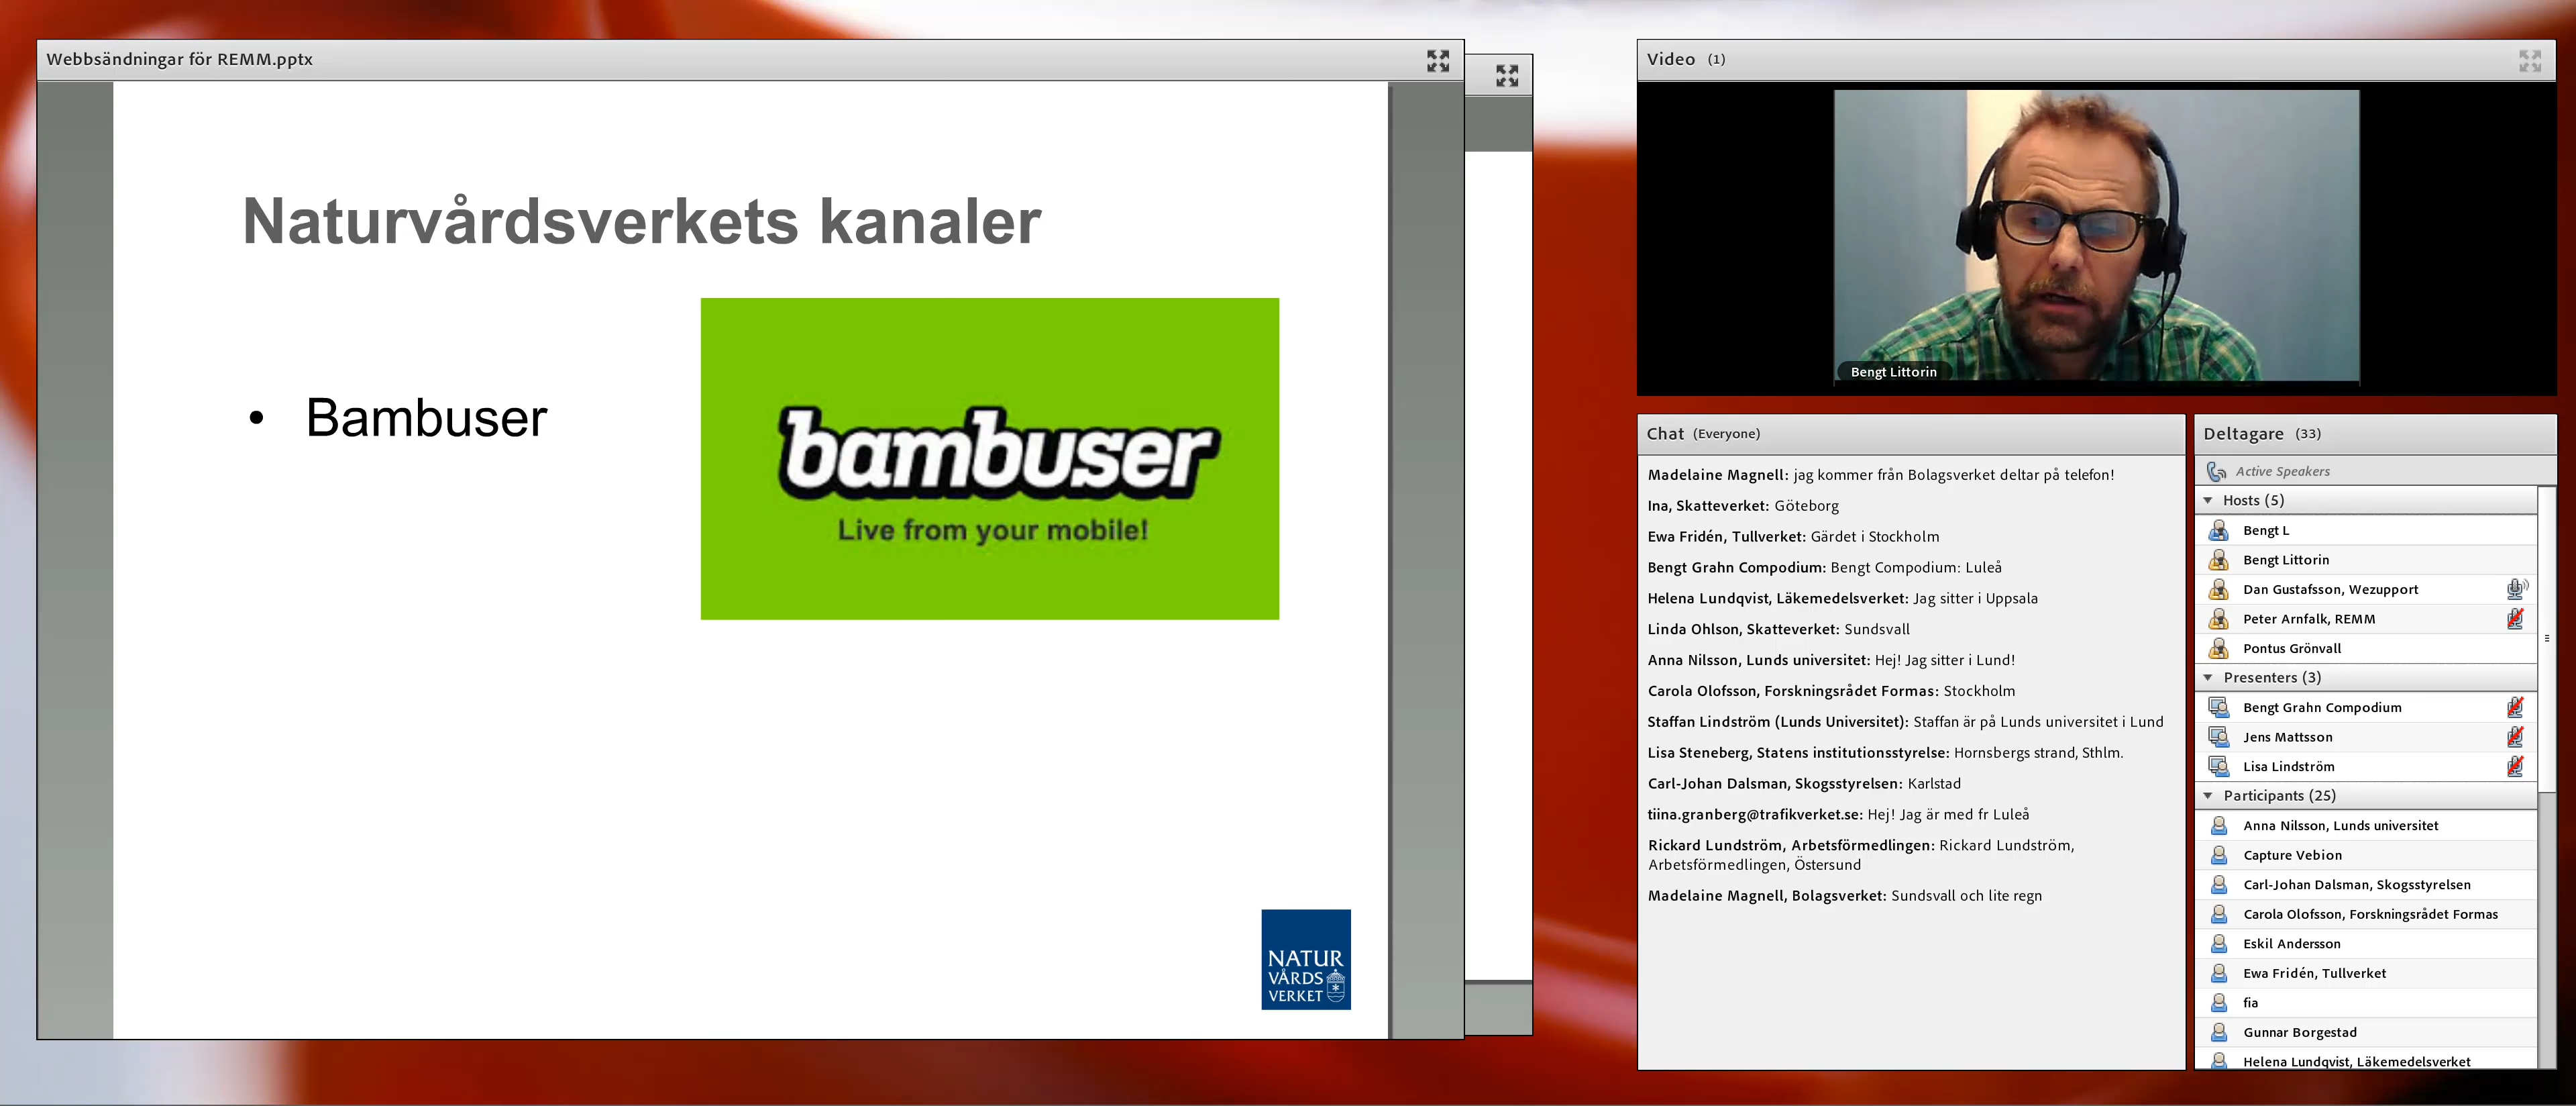 Webbsändningar för REMM.pptx
Naturvårdsverkets kanaler
• Bambuser
bambuser
Live from your mobile!
NATUR
VÅRDS
VERKET
Video (1)
Bengt Littorin
Chat (Everyone)
Madelaine Magnell: jag kommer från Bolagsverket deltar på telefon!
Ina, Skatteverket: Göteborg
Ewa Fridén, Tullverket: Gärdet i Stockholm
Bengt Grahn Compodium: Bengt Compodium: Luleå
Helena Lundqvist, Läkemedelsverket: Jag sitter i Uppsala
Linda Ohlson, Skatteverket: Sundsvall
Anna Nilsson, Lunds universitet: Hej! Jag sitter i Lund!
Carola Olofsson, Forskningsrådet Formas: Stockholm
Staffan Lindström (Lunds Universitet): Staffan är på Lunds universitet i Lund
Lisa Steneberg, Statens institutionsstyrelse: Hornsbergs strand, Sthlm.
Carl-Johan Dalsman, Skogsstyrelsen: Karlstad
tiina.granberg@trafikverket.se: Hej! Jag är med fr Luleå
Rickard Lundström, Arbetsförmedlingen: Rickard Lundström,
Arbetsförmedlingen, Östersund
Madelaine Magnell, Bolagsverket: Sundsvall och lite regn
Deltagare (33)
Active Speakers
Hosts (5)
Bengt L
Bengt Littorin
Dan Gustafsson, Wezupport
Peter Arnfalk, REMM
Pontus Grönvall
Presenters (3)
Bengt Grahn Compodium
Jens Mattsson
Lisa Lindström
Participants (25)
Anna Nilsson, Lunds universitet
Capture Vebion
Carl-Johan Dalsman, Skogsstyrelsen
Carola Olofsson, Forskningsrådet Formas
Eskil Andersson
Ewa Fridén, Tullverket
fia
Gunnar Borgestad
Helena Lundqvist, Läkemedelsverket